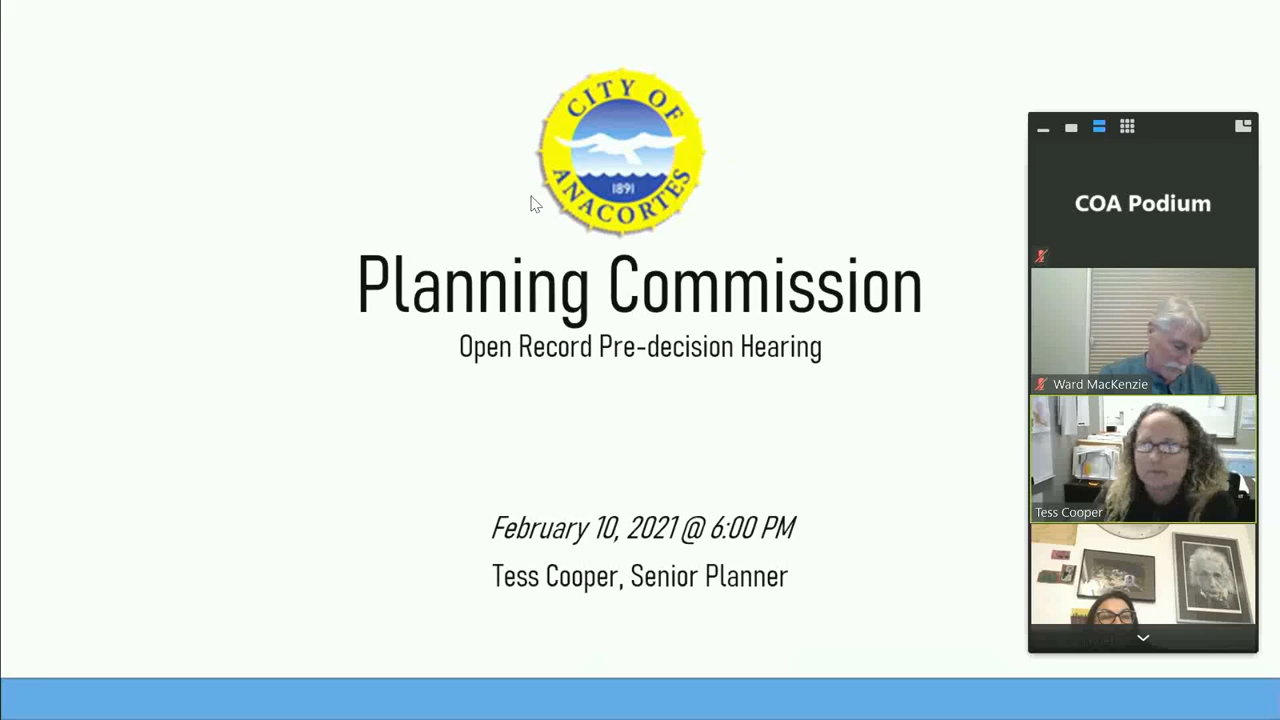 CITY OF
ANACORTES
1891
Planning Commission
Open Record Pre-decision Hearing
February 10, 2021 @ 6:00 PM
Tess Cooper, Senior Planner
COA Podium
Ward MacKenzie
Tess Cooper